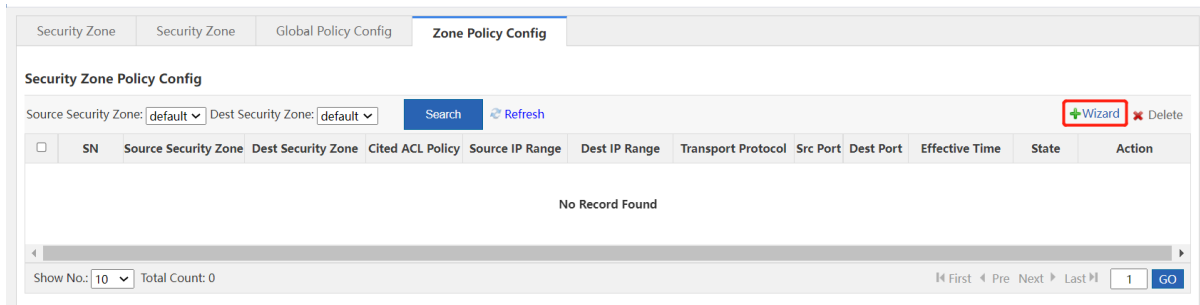 Security Zone Security Zone Global Policy Config Zone Policy Config
Security Zone Policy Config
Source Security Zone: default Dest Security Zone: default Search Refresh Wizard Delete
SN Source Security Zone Dest Security Zone Cited ACL Policy Source IP Range Dest IP Range Transport Protocol Src Port Dest Port Effective Time State Action
No Record Found
Show No.: 10 Total Count: 0 First Pre Next Last 1 GO